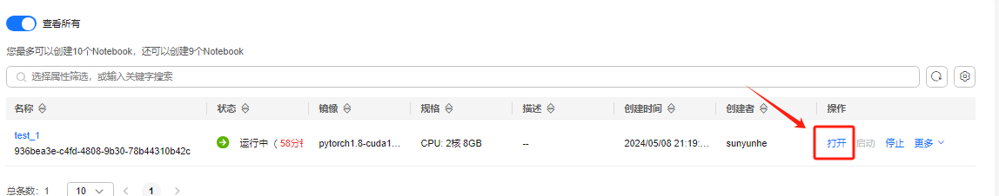 查看所有
您最多可以创建10个Notebook，还可以创建9个Notebook
选择属性筛选，或输入关键字搜索
名称 状态 镜像 规格 描述 创建时间 创建者 操作
test_1
936bea3e-c4fd-4808-9b30-78b44310b42c 运行中（58分钟 pytorch1.8-cuda1... CPU: 2核 8GB -- 2024/05/08 21:19:... sunyunhe 打开 启动 停止 更多
总条数：1 10 1